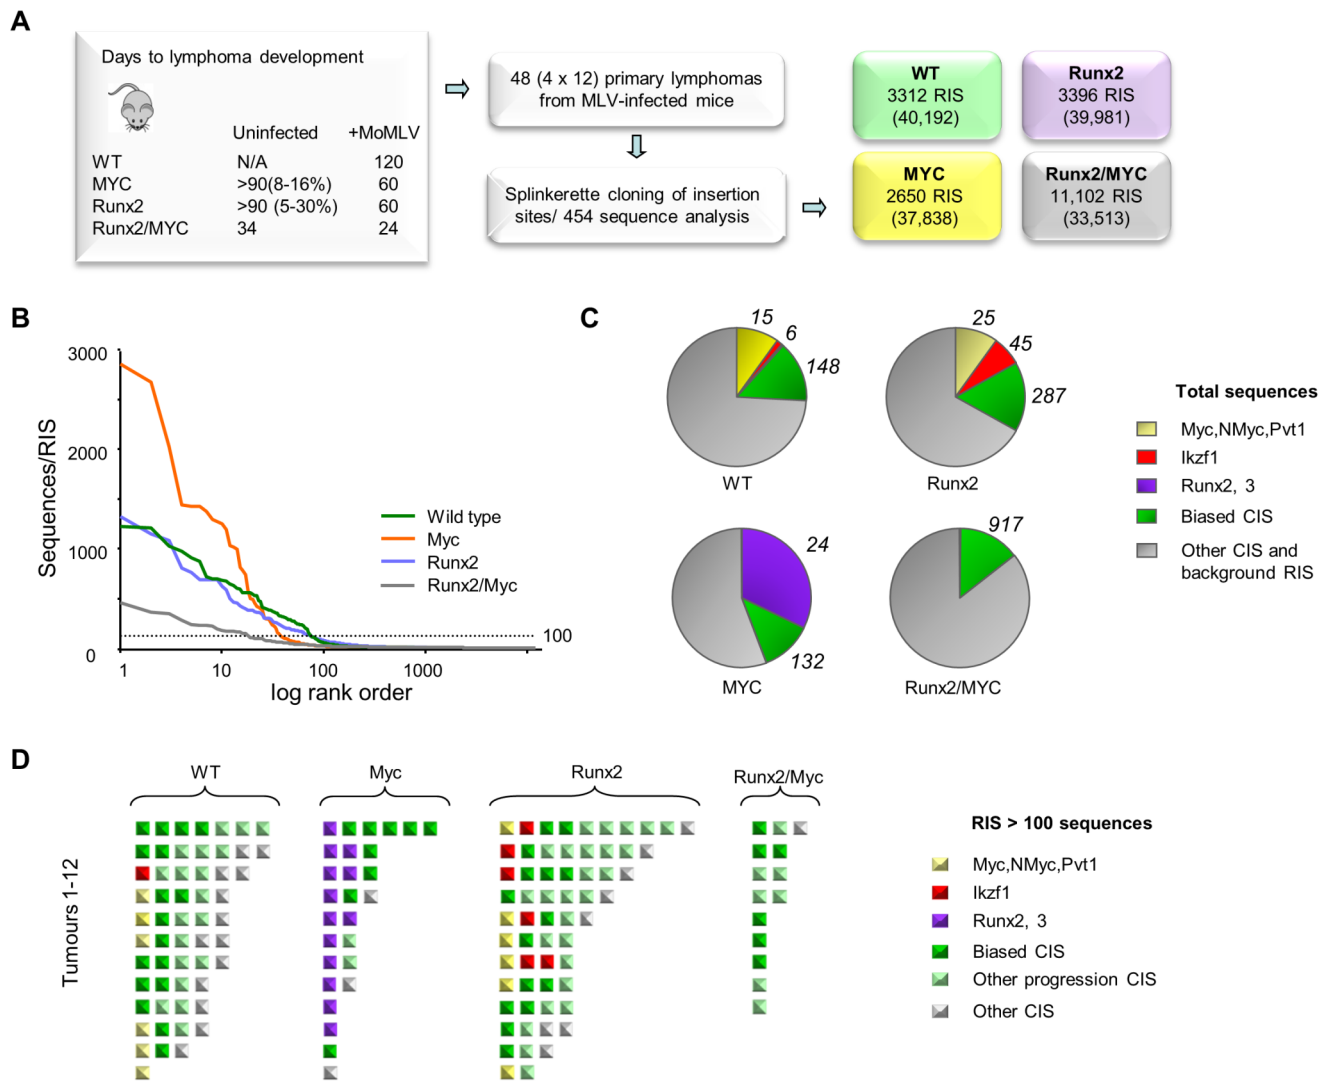 A
Days to lymphoma development
Uninfected +MoMLV
WT N/A 120
MYC >90(8-16%) 60
Runx2 >90 (5-30%) 60
Runx2/MYC 34 24
48 (4 x 12) primary lymphomas
from MLV-infected mice
Splinkerette cloning of insertion
sites/ 454 sequence analysis
WT
3312 RIS
(40,192)
Runx2
3396 RIS
(39,981)
MYC
2650 RIS
(37,838)
Runx2/MYC
11,102 RIS
(33,513)
B
Sequences/RIS
3000
2000
1000
0
1 10 100 1000
log rank order
Wild type
Myc
Runx2
Runx2/Myc
100
C
15
6
148
WT
25
45
287
Runx2
24
132
MYC
917
Runx2/MYC
Total sequences
Myc,NMyc,Pvt1
Ikzf1
Runx2, 3
Biased CIS
Other CIS and
background RIS
D
WT Myc Runx2 Runx2/Myc
Tumours 1-12
RIS > 100 sequences
Myc,NMyc,Pvt1
Ikzf1
Runx2, 3
Biased CIS
Other progression CIS
Other CIS